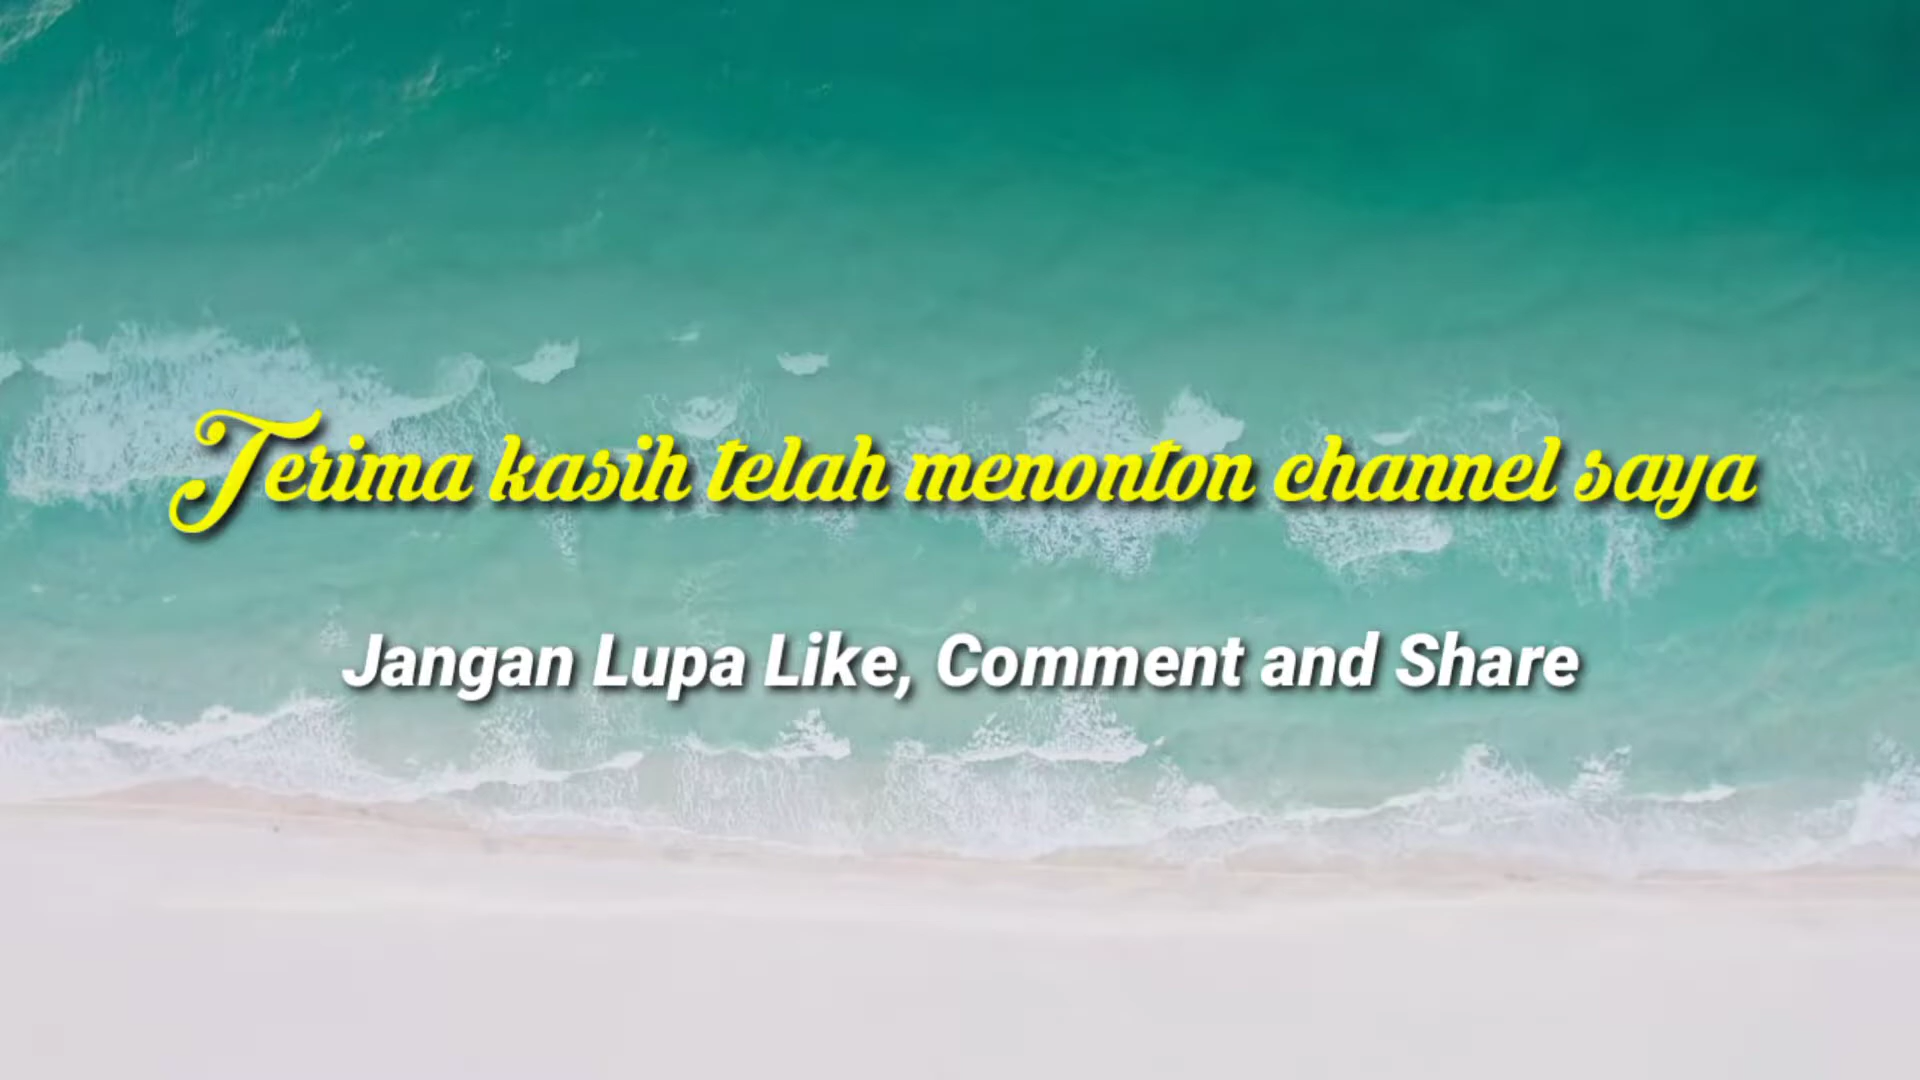 Terima kasih telah menonton channel saya
Jangan Lupa Like, Comment and Share